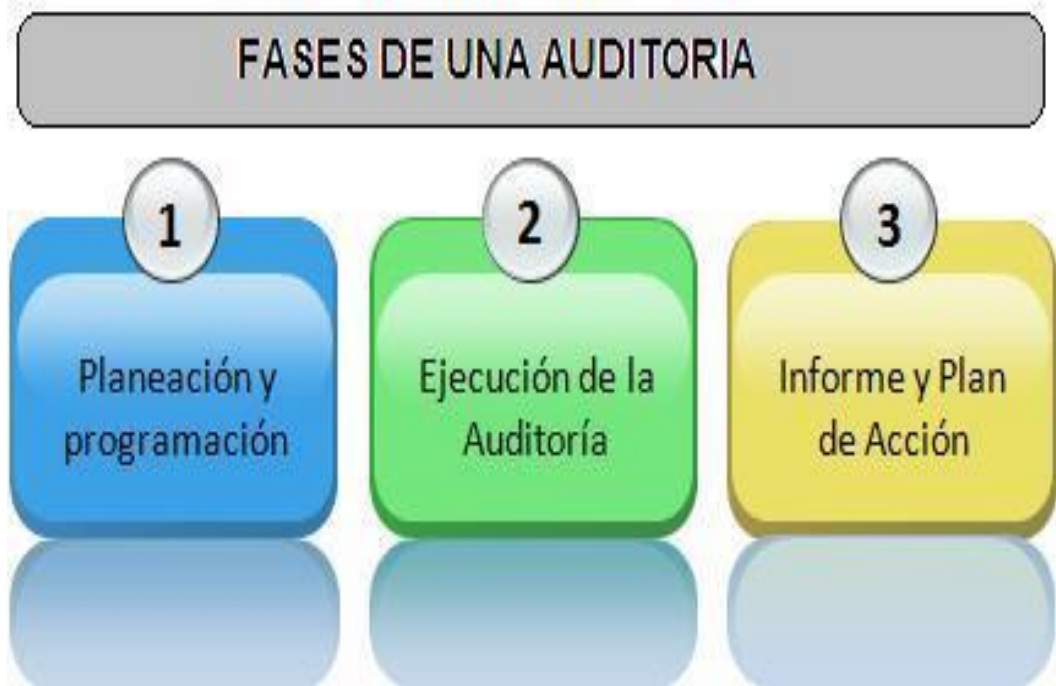 FASES DE UNA AUDITORIA
1
Planeación y
programación
2
Ejecución de la
Auditoría
3
Informe y Plan
de Acción